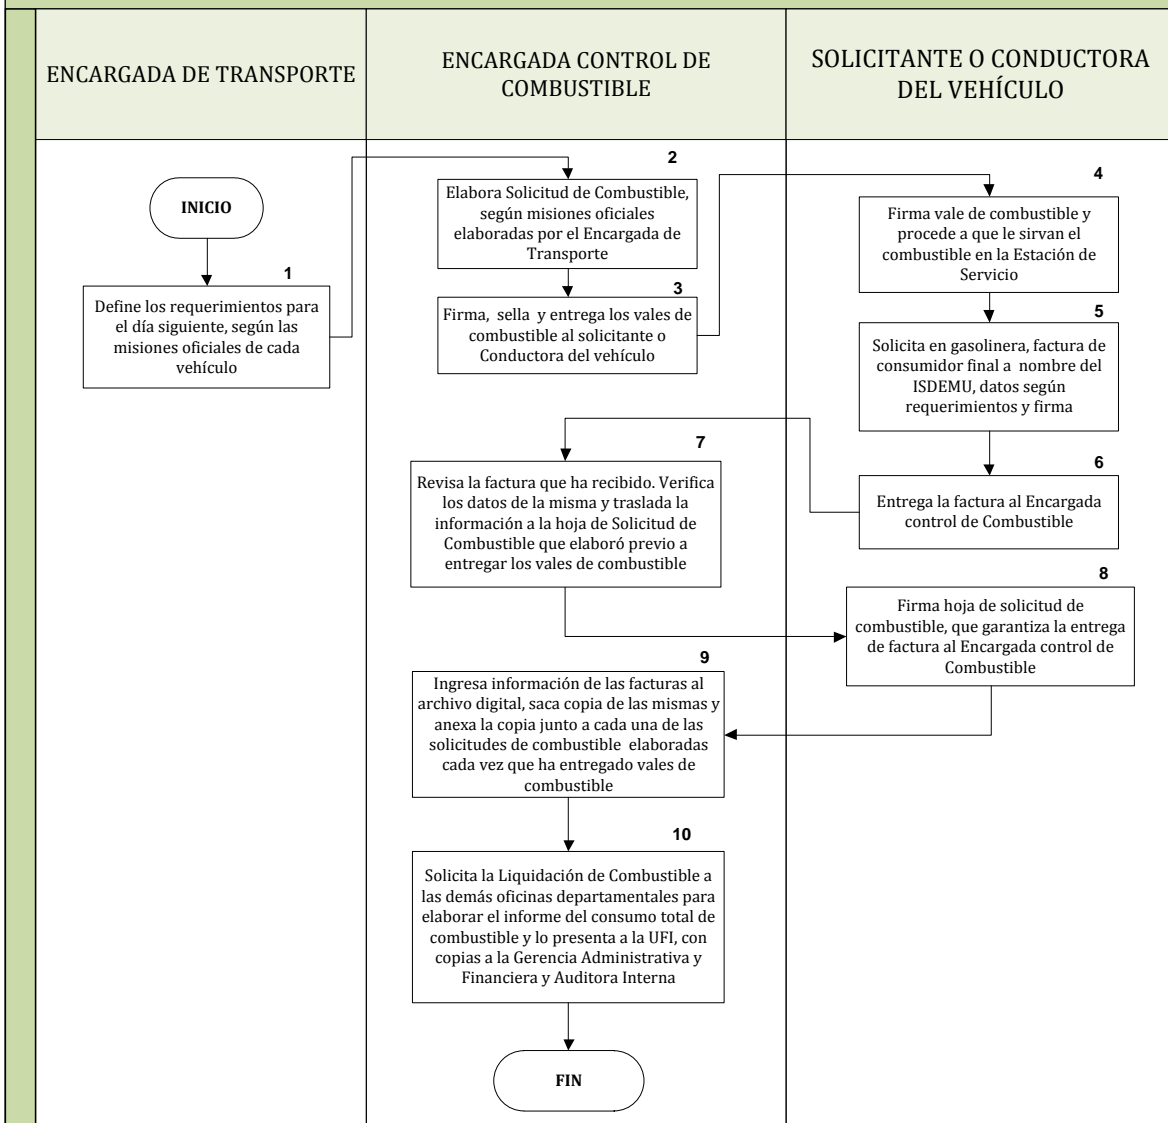 ENCARGADA DE TRANSPORTE
ENCARGADA CONTROL DE
COMBUSTIBLE
SOLICITANTE O CONDUCTORA
DEL VEHÍCULO
INICIO
1
Define los requerimientos para
el día siguiente, según las
misiones oficiales de cada
vehículo
2
Elabora Solicitud de Combustible,
según misiones oficiales
elaboradas por el Encargada de
Transporte
3
Firma, sella y entrega los vales de
combustible al solicitante o
Conductora del vehículo
4
Firma vale de combustible y
procede a que le sirvan el
combustible en la Estación de
Servicio
5
Solicita en gasolinera, factura de
consumidor final a nombre del
ISDEMU, datos según
requerimientos y firma
6
Entrega la factura al Encargada
control de Combustible
7
Revisa la factura que ha recibido. Verifica
los datos de la misma y traslada la
información a la hoja de Solicitud de
Combustible que elaboró previo a
entregar los vales de combustible
8
Firma hoja de solicitud de
combustible, que garantiza la entrega
de factura al Encargada control de
Combustible
9
Ingresa información de las facturas al
archivo digital, saca copia de las mismas y
anexa la copia junto a cada una de las
solicitudes de combustible elaboradas
cada vez que ha entregado vales de
combustible
10
Solicita la Liquidación de Combustible a
las demás oficinas departamentales para
elaborar el informe del consumo total de
combustible y lo presenta a la UFI, con
copias a la Gerencia Administrativa y
Financiera y Auditora Interna
FIN